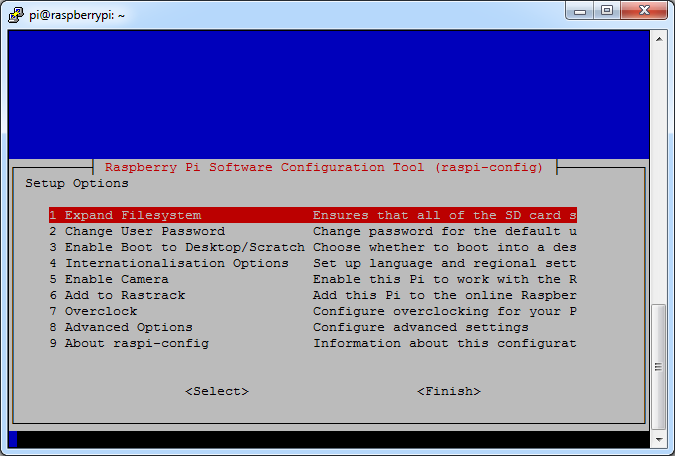 pi@raspberrypi: ~
Raspberry Pi Software Configuration Tool (raspi-config)
Setup Options
1 Expand Filesystem Ensures that all of the SD card s
2 Change User Password Change password for the default u
3 Enable Boot to Desktop/Scratch Choose whether to boot into a des
4 Internationalisation Options Set up language and regional sett
5 Enable Camera Enable this Pi to work with the R
6 Add to Rastrack Add this Pi to the online Raspber
7 Overclock Configure overclocking for your P
8 Advanced Options Configure advanced settings
9 About raspi-config Information about this configurat
<Select> <Finish>